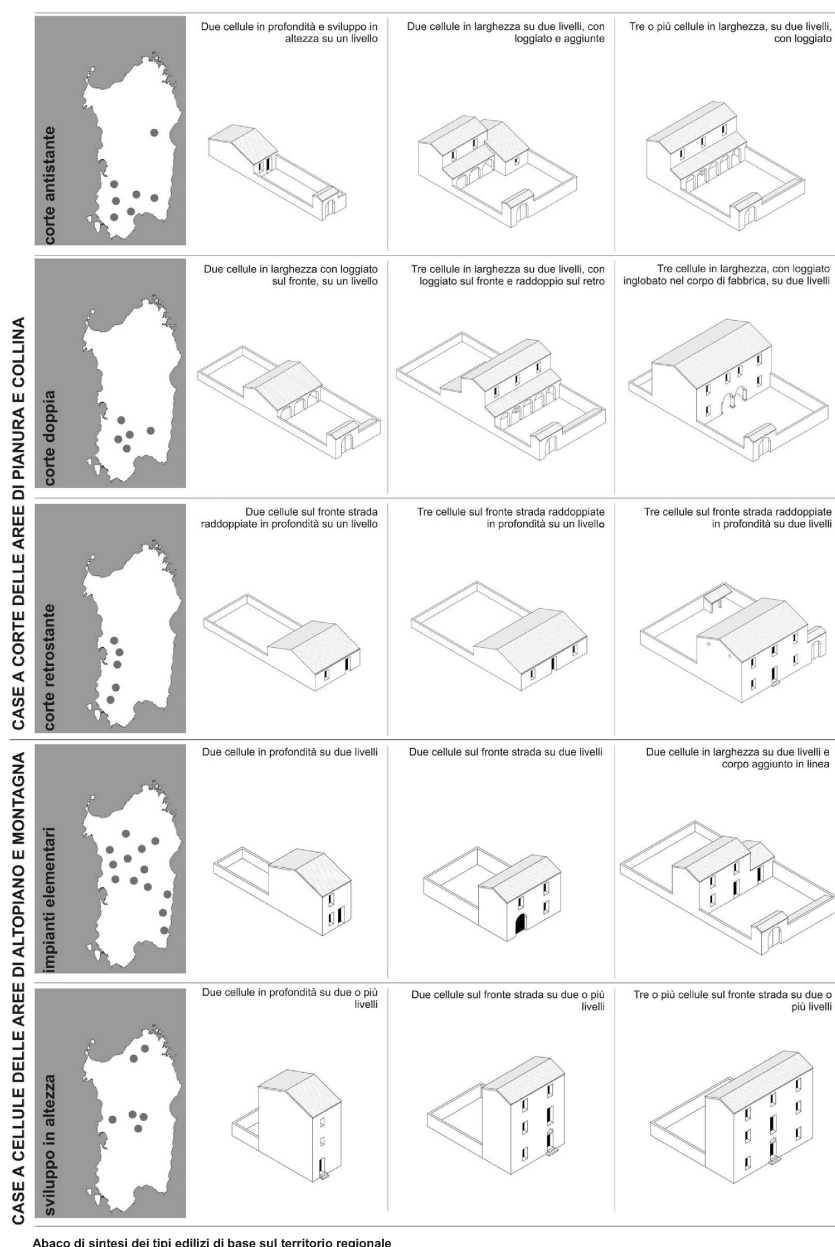 CASE A CORTE DELLE AREE DI PIANURA E COLLINA
corte antistante
Due cellule in profondità e sviluppo in
altezza su un livello
Due cellule in larghezza su due livelli, con
loggiato e aggiunte
Tre o più cellule in larghezza, su due livelli,
con loggiato
corte doppia
Due cellule in larghezza con loggiato
sul fronte, su un livello
Tre cellule in larghezza su due livelli, con
loggiato sul fronte e raddoppio sul retro
Tre cellule in larghezza, con loggiato
inglobato nel corpo di fabbrica, su due livelli
corte retrostante
Due cellule sul fronte strada
raddoppiate in profondità su un livello
Tre cellule sul fronte strada raddoppiate
in profondità su un livello
Tre cellule sul fronte strada raddoppiate
in profondità su due livelli
CASE A CELLULE DELLE AREE DI ALTOPIANO E MONTAGNA
impianti elementari
Due cellule in profondità su due livelli
Due cellule sul fronte strada su due livelli
Due cellule in larghezza su due livelli e
corpo aggiunto in linea
sviluppo in altezza
Due cellule in profondità su due o più
livelli
Due cellule sul fronte strada su due o più
livelli
Tre o più cellule sul fronte strada su due o
più livelli
Abaco di sintesi dei tipi edilizi di base sul territorio regionale